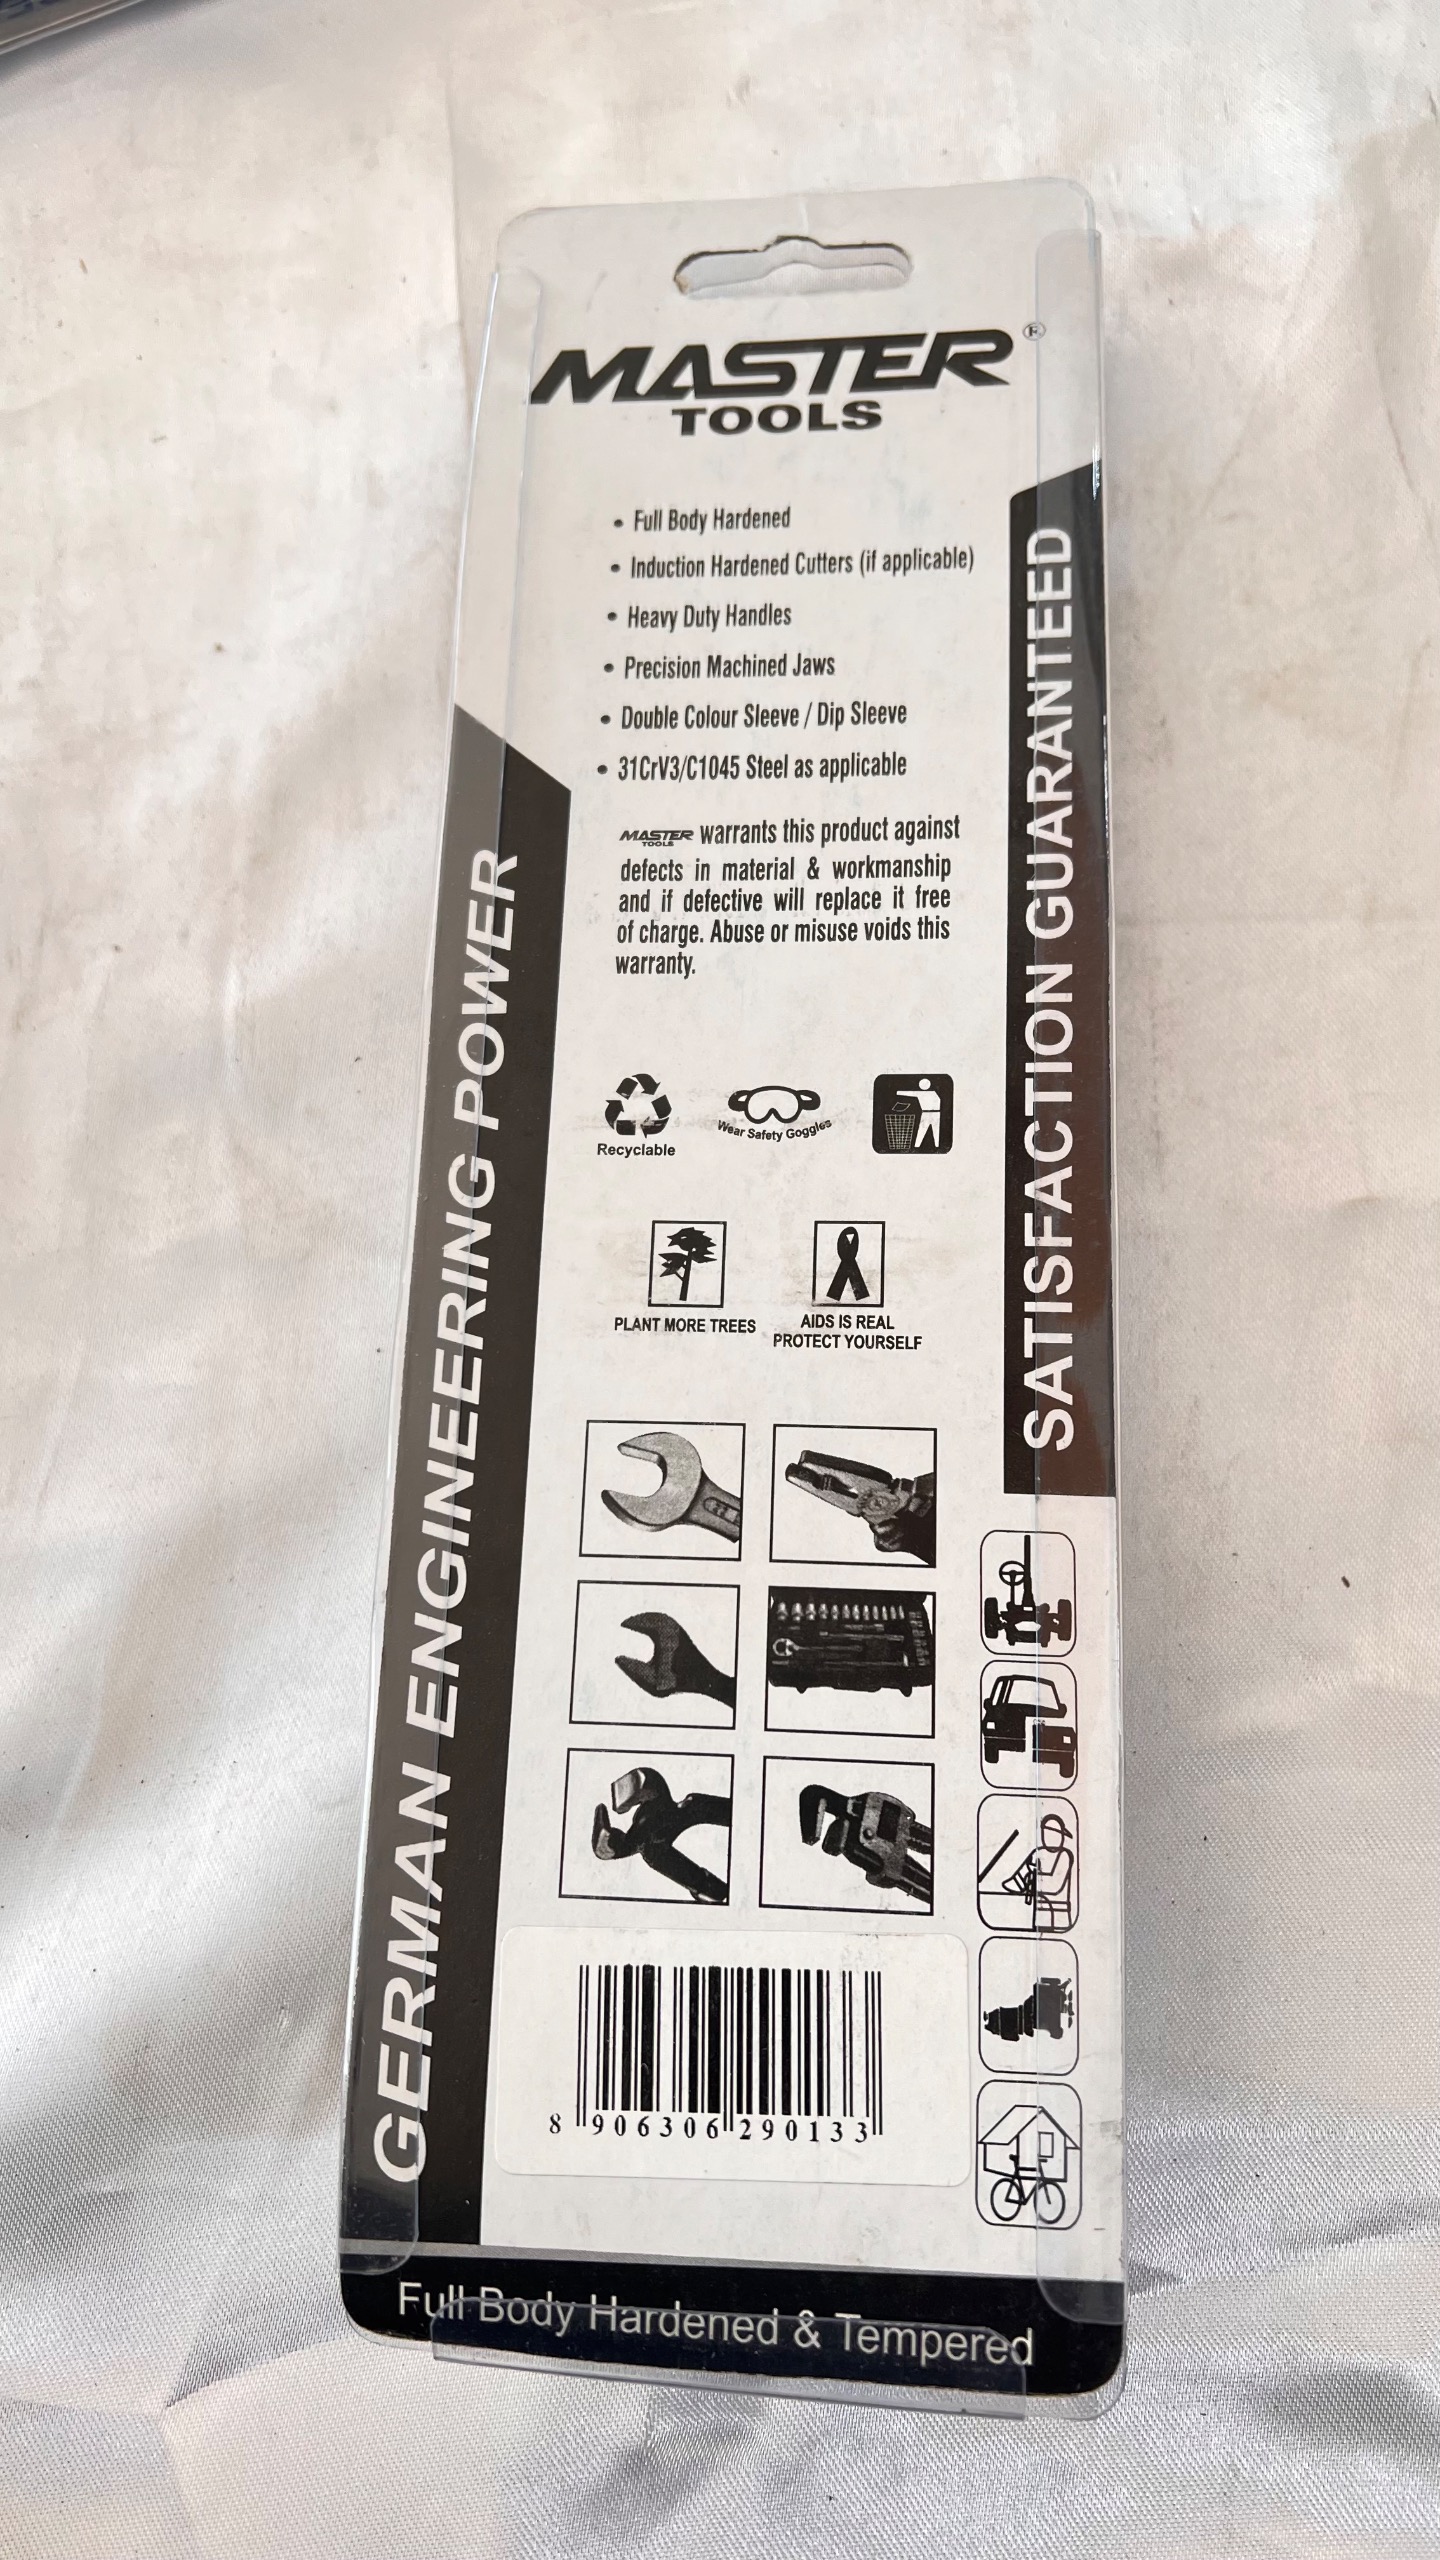 MASTER®
TOOLS
• Full Body Hardened
• Induction Hardened Cutters (if applicable)
• Heavy Duty Handles
• Precision Machined Jaws
• Double Colour Sleeve / Dip Sleeve
• 31CrV3/C1045 Steel as applicable
MASTER TOOLS warrants this product against
defects in material & workmanship
and if defective will replace it free
of charge. Abuse or misuse voids this
warranty.
GERMAN ENGINEERING POWER
SATISFACTION GUARANTEED
Recyclable
Wear Safety Goggles
PLANT MORE TREES
AIDS IS REAL
PROTECT YOURSELF
8 906306 290133
Full Body Hardened & Tempered